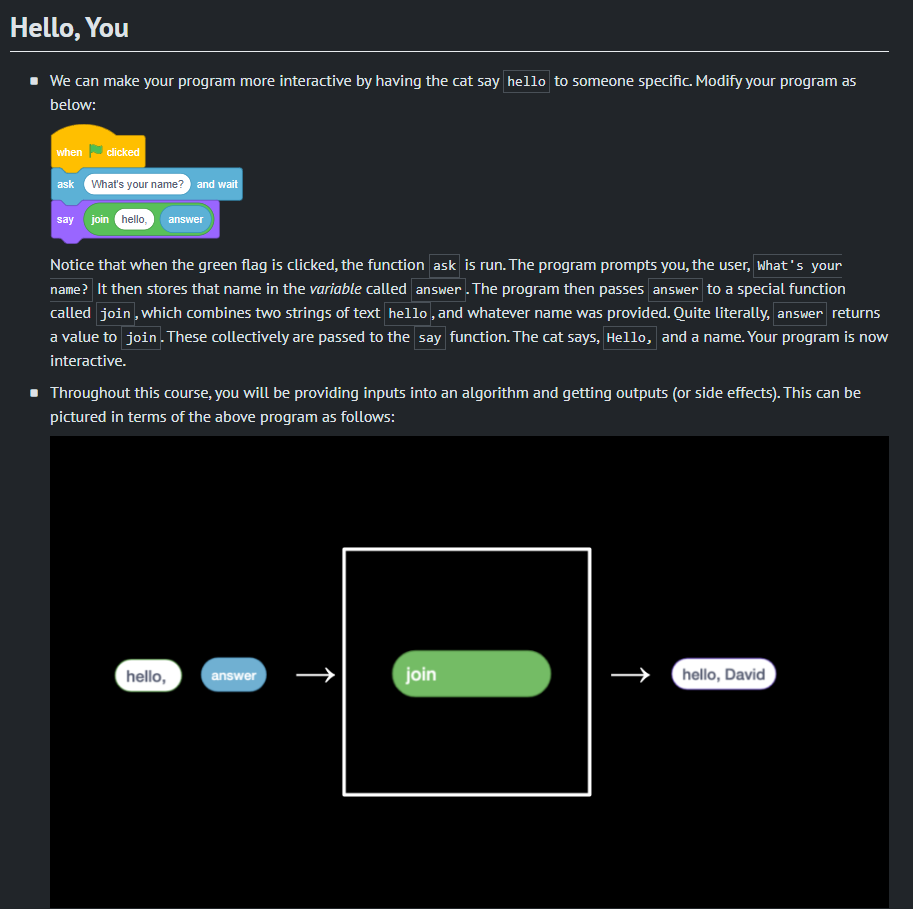 Hello, You
We can make your program more interactive by having the cat say hello to someone specific. Modify your program as
below:
when clicked
ask What's your name? and wait
say join hello, answer
Notice that when the green flag is clicked, the function ask is run. The program prompts you, the user, What's your
name? It then stores that name in the variable called answer. The program then passes answer to a special function
called join, which combines two strings of text hello, and whatever name was provided. Quite literally, answer returns
a value to join. These collectively are passed to the say function. The cat says, Hello, and a name. Your program is now
interactive.
Throughout this course, you will be providing inputs into an algorithm and getting outputs (or side effects). This can be
pictured in terms of the above program as follows:
hello, answer join hello, David